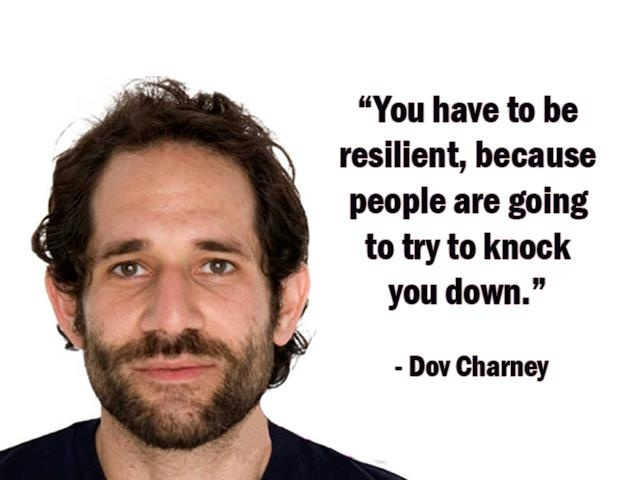 “You have to be
resilient, because
people are going
to try to knock
you down.”
- Dov Charney